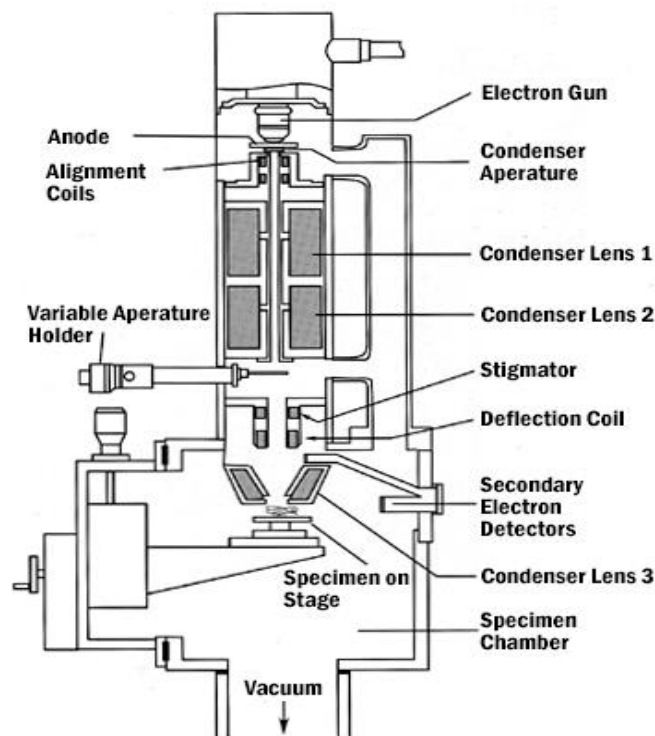 Electron Gun
Anode
Condenser
Aperature
Alignment
Coils
Condenser Lens 1
Variable Aperature
Holder
Condenser Lens 2
Stigmator
Deflection Coil
Secondary
Electron
Detectors
Specimen on
Stage
Condenser Lens 3
Specimen
Chamber
Vacuum